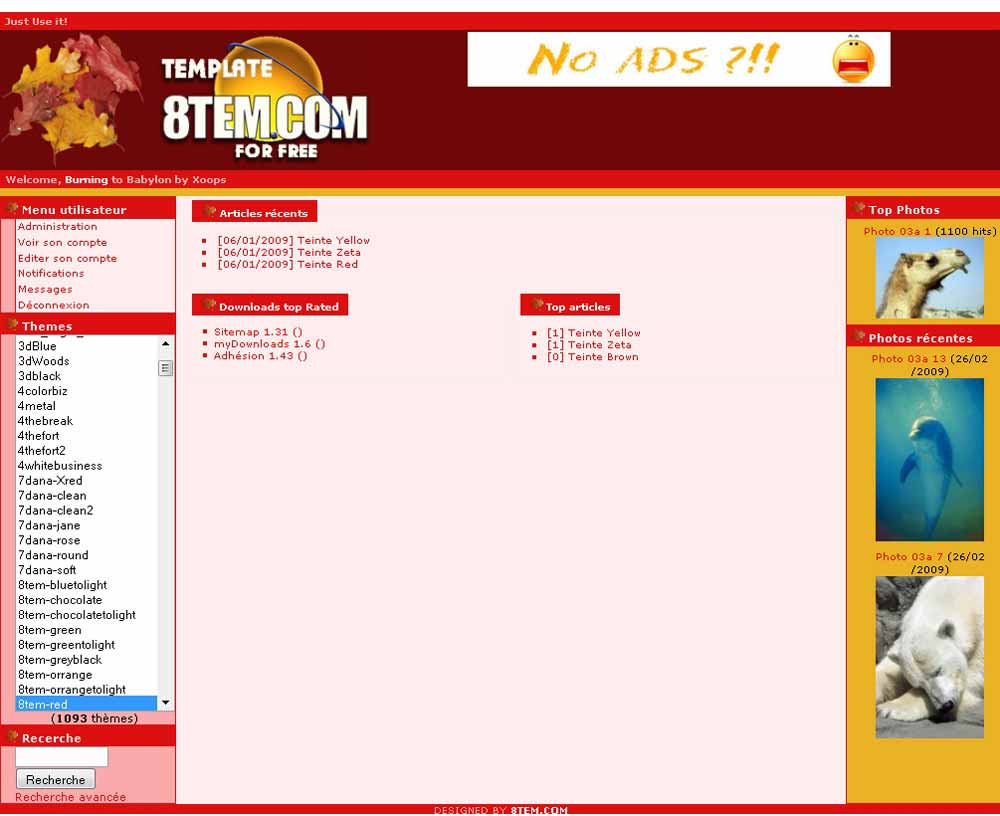 Just Use it!
TEMPLATE
8TEM.COM
FOR FREE
No ADS ?!!
Welcome, Burning to Babylon by Xoops
Menu utilisateur
Administration
Voir son compte
Editer son compte
Notifications
Messages
Déconnexion
Themes
3dBlue
3dWoods
3dblack
4colorbiz
4metal
4thebreak
4thefort
4thefort2
4whitebusiness
7dana-Xred
7dana-clean
7dana-clean2
7dana-jane
7dana-rose
7dana-round
7dana-soft
8tem-bluetolight
8tem-chocolate
8tem-chocolatetolight
8tem-green
8tem-greentolight
8tem-greyblack
8tem-orrange
8tem-orrangetolight
8tem-red
(1093 thèmes)
Recerche
Recherche
Recherche avancée
Articles récents
[06/01/2009] Teinte Yellow
[06/01/2009] Teinte Zeta
[06/01/2009] Teinte Red
Downloads top Rated
Sitemap 1.31 ()
myDownloads 1.6 ()
Adhésion 1.43 ()
Top articles
[1] Teinte Yellow
[1] Teinte Zeta
[0] Teinte Brown
Top Photos
Photo 03a 1 (1100 hits)
Photos récentes
Photo 03a 13 (26/02
/2009)
Photo 03a 7 (26/02
/2009)
DESIGNED BY 8TEM.COM